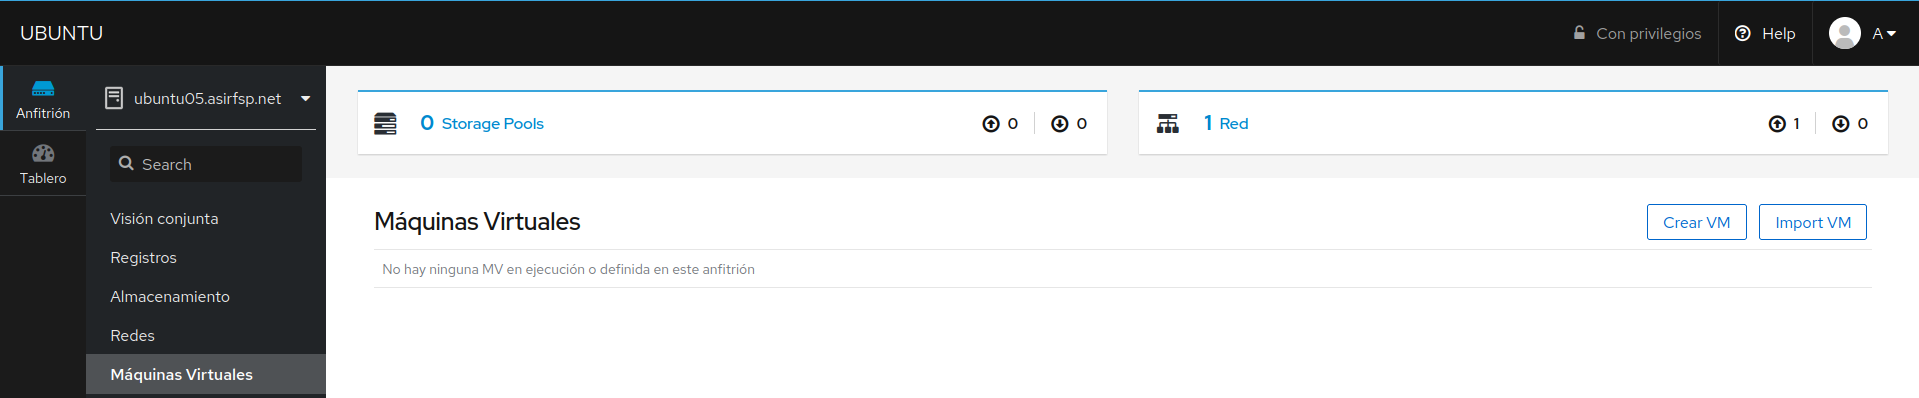 UBUNTU
Con privilegios
Help
A
Anfitrión
Tablero
ubuntu05.asirfsp.net
Search
Visión conjunta
Registros
Almacenamiento
Redes
Máquinas Virtuales
0 Storage Pools
0
0
1 Red
1
0
Máquinas Virtuales
Crear VM
Import VM
No hay ninguna MV en ejecución o definida en este anfitrión